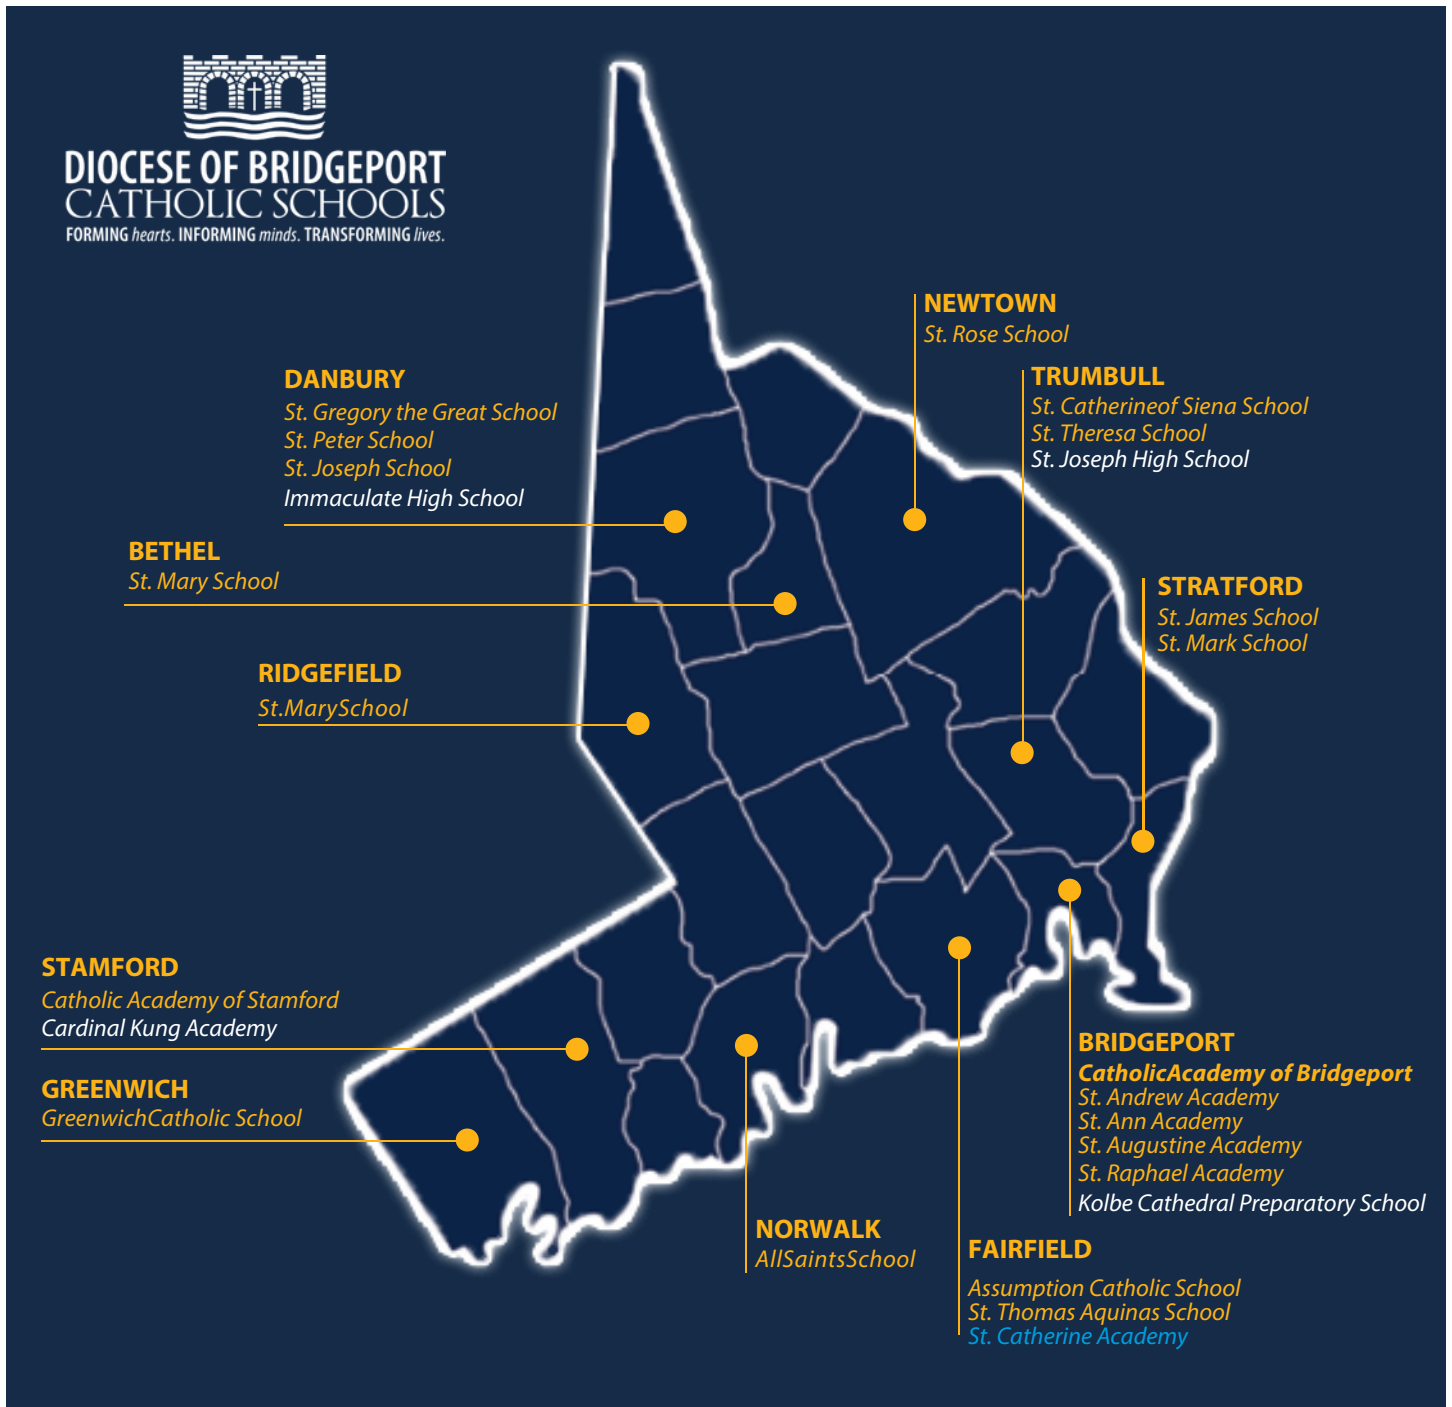 DIOCESE OF BRIDGEPORT
CATHOLIC SCHOOLS
FORMING hearts. INFORMING minds. TRANSFORMING lives.
NEWTOWN
St. Rose School
DANBURY
St. Gregory the Great School
St. Peter School
St. Joseph School
Immaculate High School
TRUMBULL
St. Catherineof Siena School
St. Theresa School
St. Joseph High School
BETHEL
St. Mary School
STRATFORD
St. James School
St. Mark School
RIDGEFIELD
St.MarySchool
STAMFORD
Catholic Academy of Stamford
Cardinal Kung Academy
GREENWICH
GreenwichCatholic School
BRIDGEPORT
CatholicAcademy of Bridgeport
St. Andrew Academy
St. Ann Academy
St. Augustine Academy
St. Raphael Academy
Kolbe Cathedral Preparatory School
NORWALK
AllSaintsSchool
FAIRFIELD
Assumption Catholic School
St. Thomas Aquinas School
St. Catherine Academy